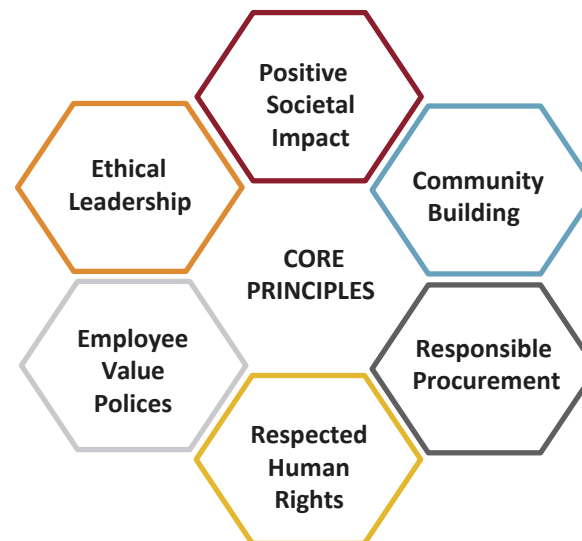 Positive
Societal
Impact
Ethical
Leadership
Community
Building
CORE
PRINCIPLES
Employee
Value
Polices
Responsible
Procurement
Respected
Human
Rights